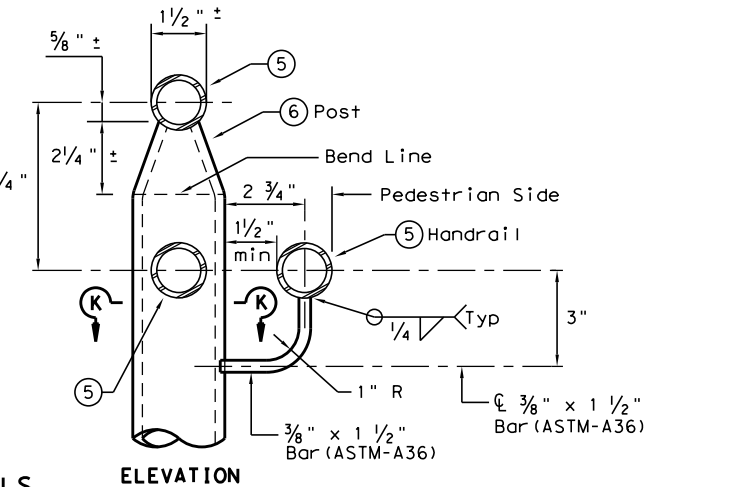 1 1/2" ±
5/8" ±
5
6 Post
2 1/4" ±
Bend Line
/4"
2 3/4"
Pedestrian Side
1 1/2"
min
5 Handrail
K
K
1/4
Typ
3"
5
1" R
℄ 3/8" x 1 1/2"
Bar (ASTM-A36)
3/8" x 1 1/2"
Bar (ASTM-A36)
ELEVATION
LS